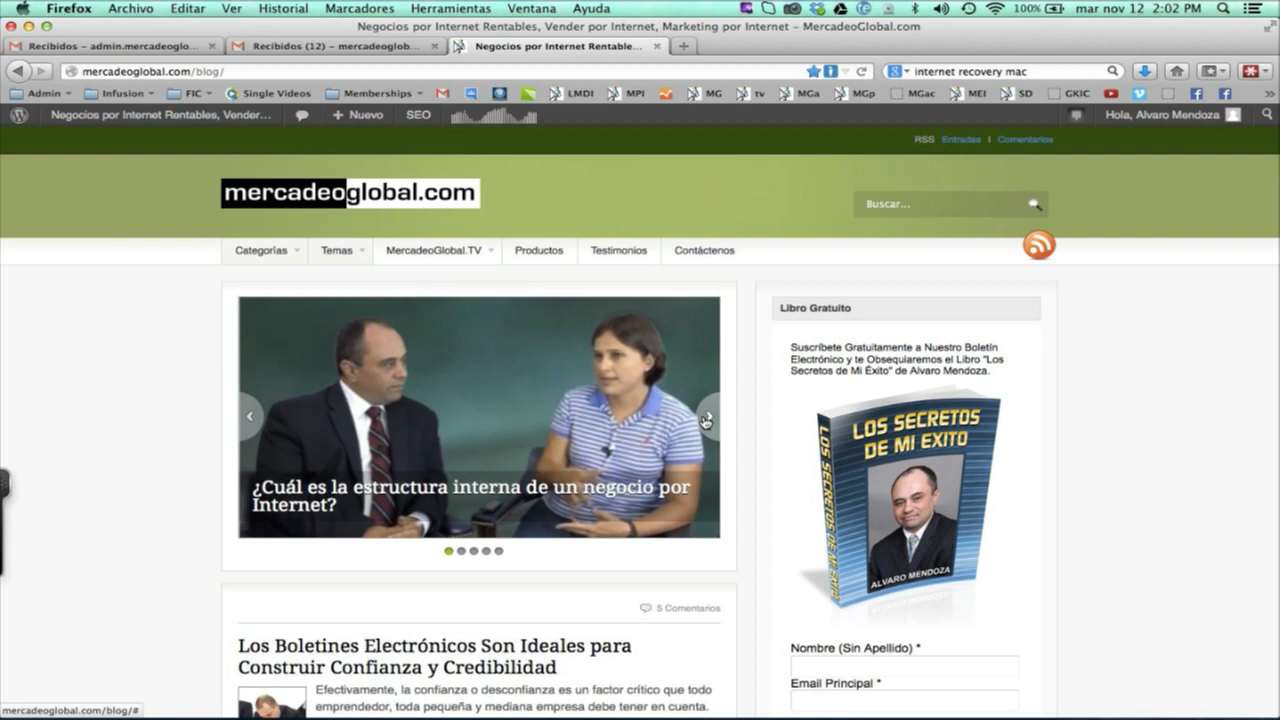 Firefox Archivo Editar Ver Historial Marcadores Herramientas Ventana Ayuda 100% mar nov 12 2:02 PM
Negocios por Internet Rentables, Vender por Internet, Marketing por Internet – MercadeoGlobal.com
Recibidos – admin.mercadeoglo... Recibidos (12) – mercadeoglob... Negocios por Internet Rentable...
mercadeoglobal.com/blog/ internet recovery mac
Admin Infusion FIC Single Videos Memberships LMDI MPI MG tv MGa MGp MGac MEI SD GKIC
Negocios por Internet Rentables, Vender... + Nuevo SEO Hola, Alvaro Mendoza
RSS Entradas | Comentarios
mercadeoglobal.com
Buscar...
Categorías Temas MercadeoGlobal.TV Productos Testimonios Contáctenos
¿Cuál es la estructura interna de un negocio por
Internet?
5 Comentarios
Los Boletines Electrónicos Son Ideales para
Construir Confianza y Credibilidad
Efectivamente, la confianza o desconfianza es un factor crítico que todo
emprendedor, toda pequeña y mediana empresa debe tener en cuenta.
Libro Gratuito
Suscríbete Gratuitamente a Nuestro Boletín
Electrónico y te Obsequiaremos el Libro "Los
Secretos de Mi Éxito" de Alvaro Mendoza.
LOS SECRETOS
DE MI EXITO
LOS SECRETOS DE MI EXITO
ALVARO MENDOZA
Nombre (Sin Apellido) *
Email Principal *
mercadeoglobal.com/blog/#